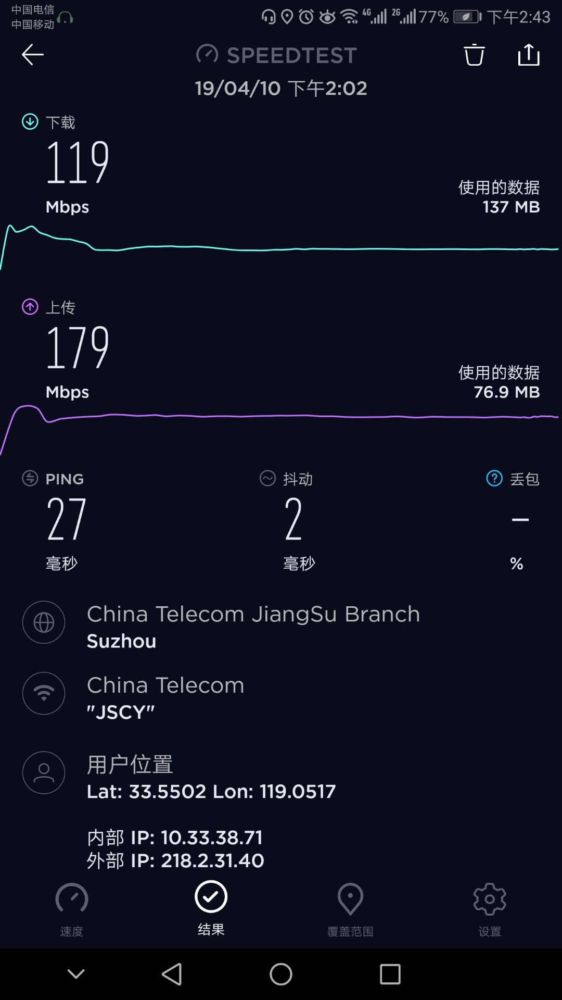 中国电信
中国移动
4G 2G 77% 下午2:43
SPEEDTEST
19/04/10 下午2:02
下载
119
Mbps
使用的数据
137 MB
上传
179
Mbps
使用的数据
76.9 MB
PING 抖动 丢包
27 2 –
毫秒 毫秒 %
China Telecom JiangSu Branch
Suzhou
China Telecom
"JSCY"
用户位置
Lat: 33.5502 Lon: 119.0517
内部 IP: 10.33.38.71
外部 IP: 218.2.31.40
速度 结果 覆盖范围 设置